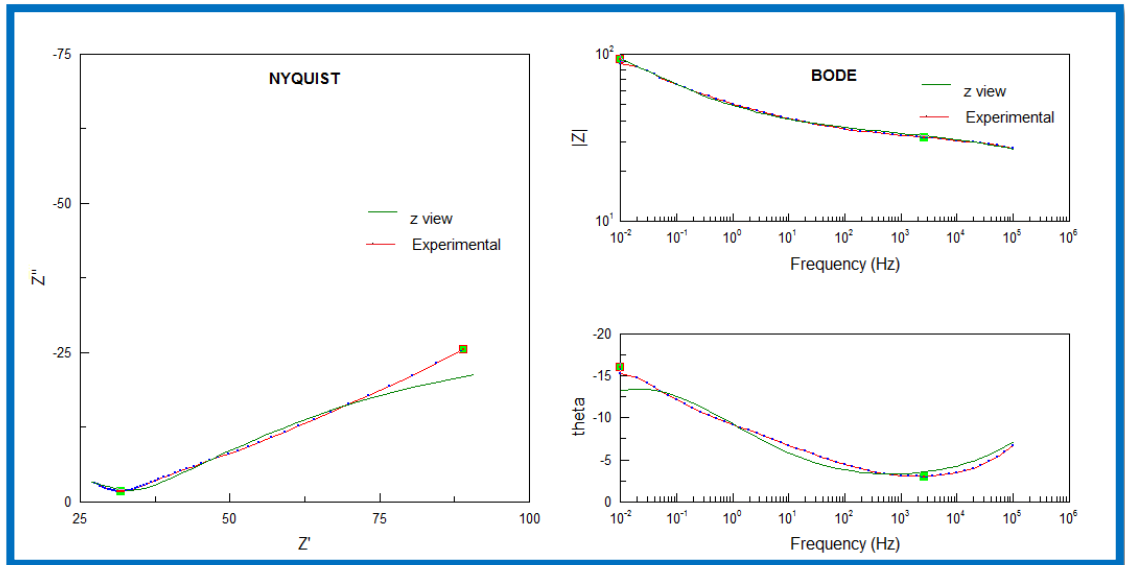 NYQUIST
-75
-50
-25
0
25
50
75
100
Z''
Z'
z view
Experimental
BODE
10²
10¹
|Z|
z view
Experimental
10⁻² 10⁻¹ 10⁰ 10¹ 10² 10³ 10⁴ 10⁵ 10⁶
Frequency (Hz)
-20
-15
-10
-5
0
theta
10⁻² 10⁻¹ 10⁰ 10¹ 10² 10³ 10⁴ 10⁵ 10⁶
Frequency (Hz)